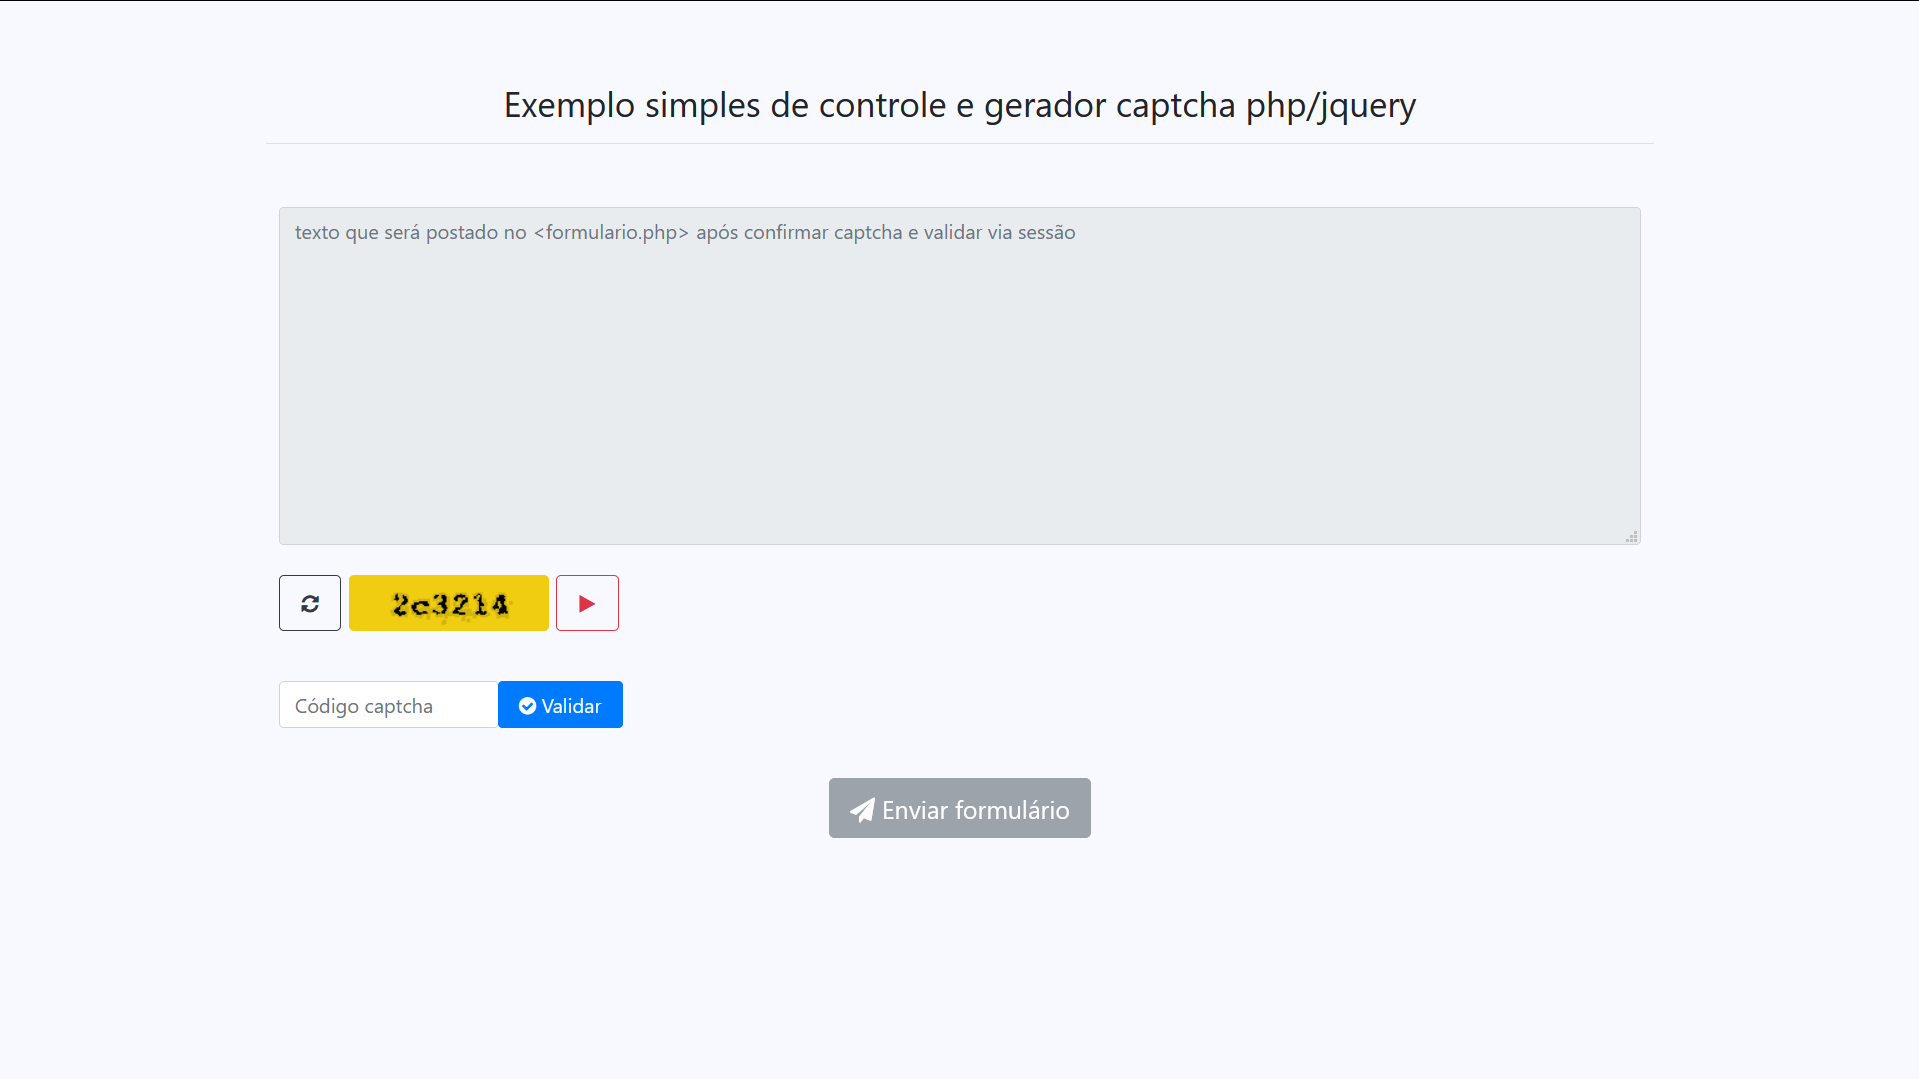 Exemplo simples de controle e gerador captcha php/jquery
texto que será postado no <formulario.php> após confirmar captcha e validar via sessão
2c3214
Código captcha
Validar
Enviar formulário